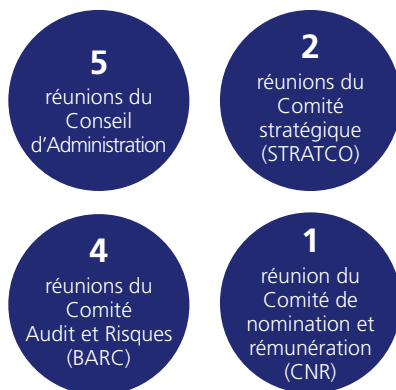 5
réunions du
Conseil
d'Administration
2
réunions du
Comité
stratégique
(STRATCO)
4
réunions du
Comité
Audit et Risques
(BARC)
1
réunion du
Comité de
nomination et
rémunération
(CNR)